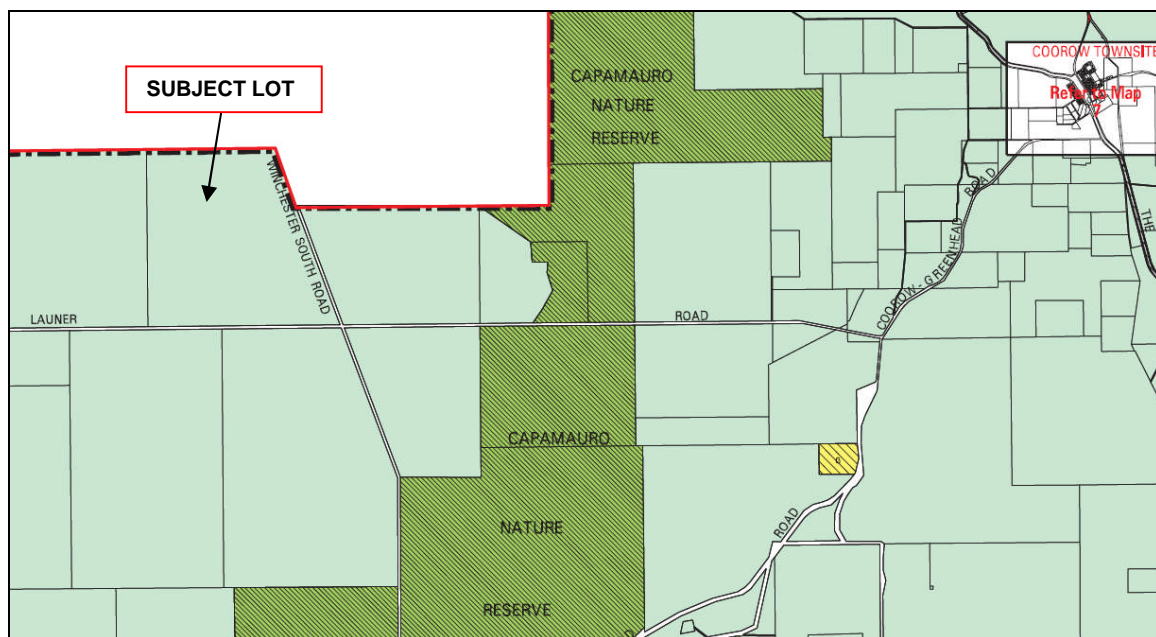 SUBJECT LOT
CAPAMAURO
NATURE
RESERVE
COOROW TOWNSITE
Refer to Map
7
WINCHESTER SOUTH ROAD
LAUNER
ROAD
COOROW - GREENHEAD
ROAD
THE
CAPAMAURO
NATURE
RESERVE
ROAD